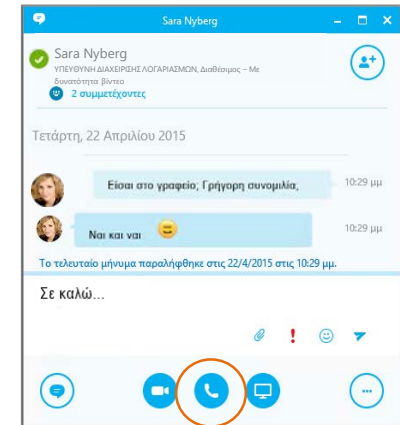 Sara Nyberg
Sara Nyberg
ΥΠΕΥΘΥΝΗ ΔΙΑΧΕΙΡΙΣΗΣ ΛΟΓΑΡΙΑΣΜΩΝ, Διαθέσιμος – Με
δυνατότητα βίντεο
2 συμμετέχοντες
Τετάρτη, 22 Απριλίου 2015
Είσαι στο γραφείο; Γρήγορη συνομιλία; 10:29 μμ
Ναι και ναι 10:29 μμ
Το τελευταίο μήνυμα παραλήφθηκε στις 22/4/2015 στις 10:29 μμ.
Σε καλώ...